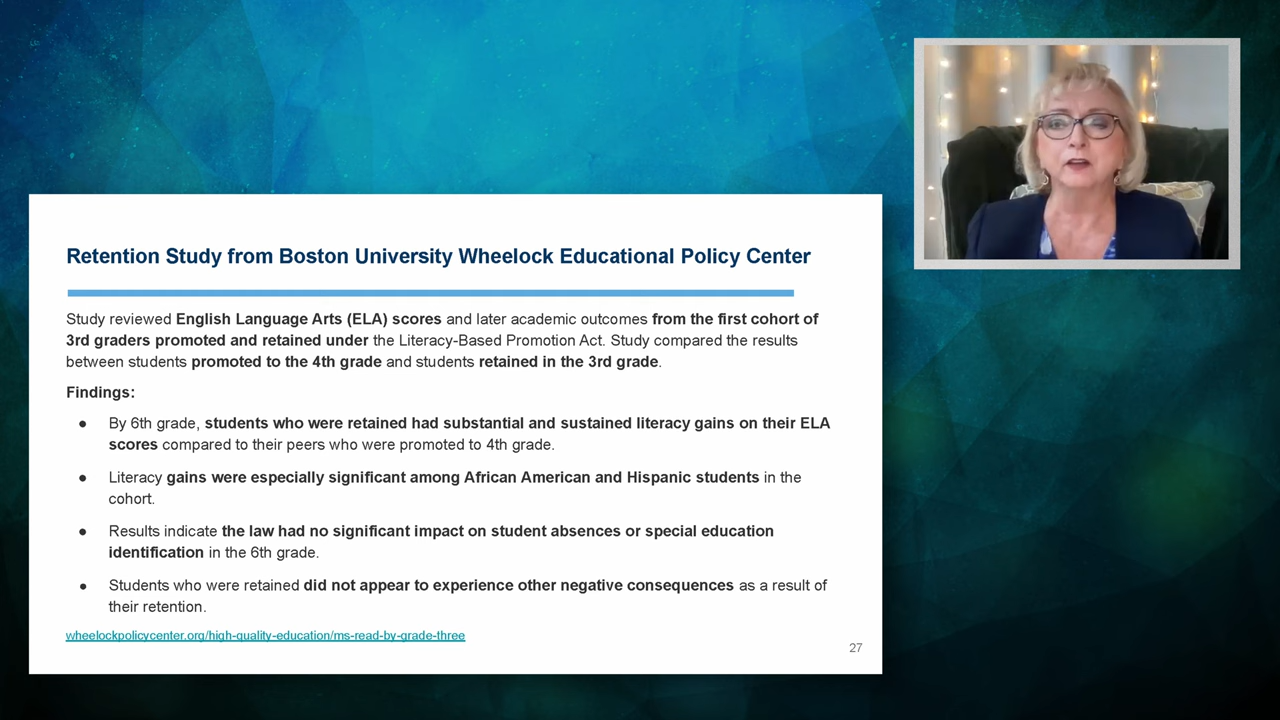 Retention Study from Boston University Wheelock Educational Policy Center
Study reviewed English Language Arts (ELA) scores and later academic outcomes from the first cohort of
3rd graders promoted and retained under the Literacy-Based Promotion Act. Study compared the results
between students promoted to the 4th grade and students retained in the 3rd grade.
Findings:
● By 6th grade, students who were retained had substantial and sustained literacy gains on their ELA
scores compared to their peers who were promoted to 4th grade.
● Literacy gains were especially significant among African American and Hispanic students in the
cohort.
● Results indicate the law had no significant impact on student absences or special education
identification in the 6th grade.
● Students who were retained did not appear to experience other negative consequences as a result of
their retention.
wheelockpolicycenter.org/high-quality-education/ms-read-by-grade-three
27